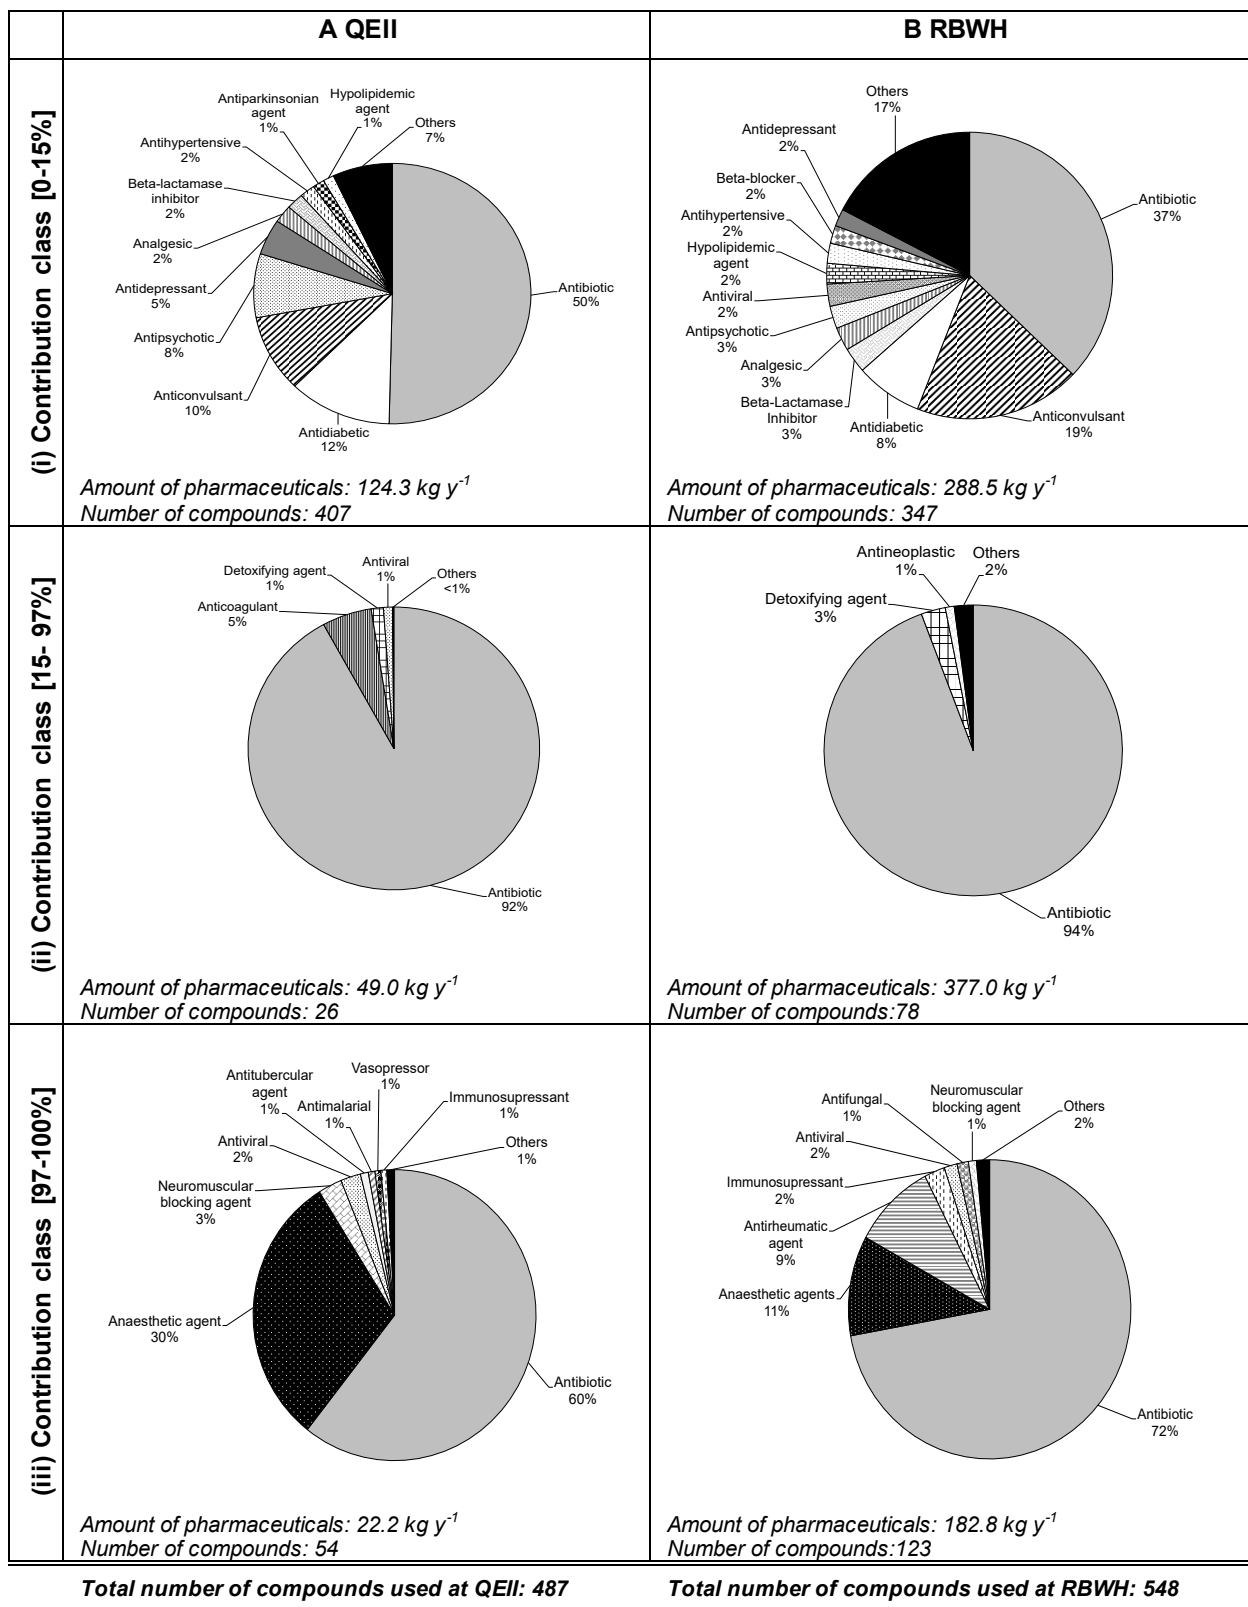 A QEII
B RBWH
(i) Contribution class [0-15%]
Antiparkinsonian
agent
1%
Hypolipidemic
agent
1%
Others
7%
Antihypertensive
2%
Beta-lactamase
inhibitor
2%
Analgesic
2%
Antidepressant
5%
Antipsychotic
8%
Anticonvulsant
10%
Antidiabetic
12%
Antibiotic
50%
Amount of pharmaceuticals: 124.3 kg y-1
Number of compounds: 407
Others
17%
Antidepressant
2%
Beta-blocker
2%
Antihypertensive
2%
Hypolipidemic
agent
2%
Antiviral
2%
Antipsychotic
3%
Analgesic
3%
Beta-Lactamase
Inhibitor
3%
Antidiabetic
8%
Anticonvulsant
19%
Antibiotic
37%
Amount of pharmaceuticals: 288.5 kg y-1
Number of compounds: 347
(ii) Contribution class [15- 97%]
Detoxifying agent
1%
Antiviral
1%
Others
<1%
Anticoagulant
5%
Antibiotic
92%
Amount of pharmaceuticals: 49.0 kg y-1
Number of compounds: 26
Antineoplastic
1%
Others
2%
Detoxifying agent
3%
Antibiotic
94%
Amount of pharmaceuticals: 377.0 kg y-1
Number of compounds:78
(iii) Contribution class [97-100%]
Vasopressor
1%
Antitubercular
agent
1%
Antimalarial
1%
Immunosupressant
1%
Others
1%
Antiviral
2%
Neuromuscular
blocking agent
3%
Anaesthetic agent
30%
Antibiotic
60%
Amount of pharmaceuticals: 22.2 kg y-1
Number of compounds: 54
Neuromuscular
blocking agent
1%
Antifungal
1%
Others
2%
Antiviral
2%
Immunosupressant
2%
Antirheumatic
agent
9%
Anaesthetic agents
11%
Antibiotic
72%
Amount of pharmaceuticals: 182.8 kg y-1
Number of compounds:123
Total number of compounds used at QEII: 487
Total number of compounds used at RBWH: 548